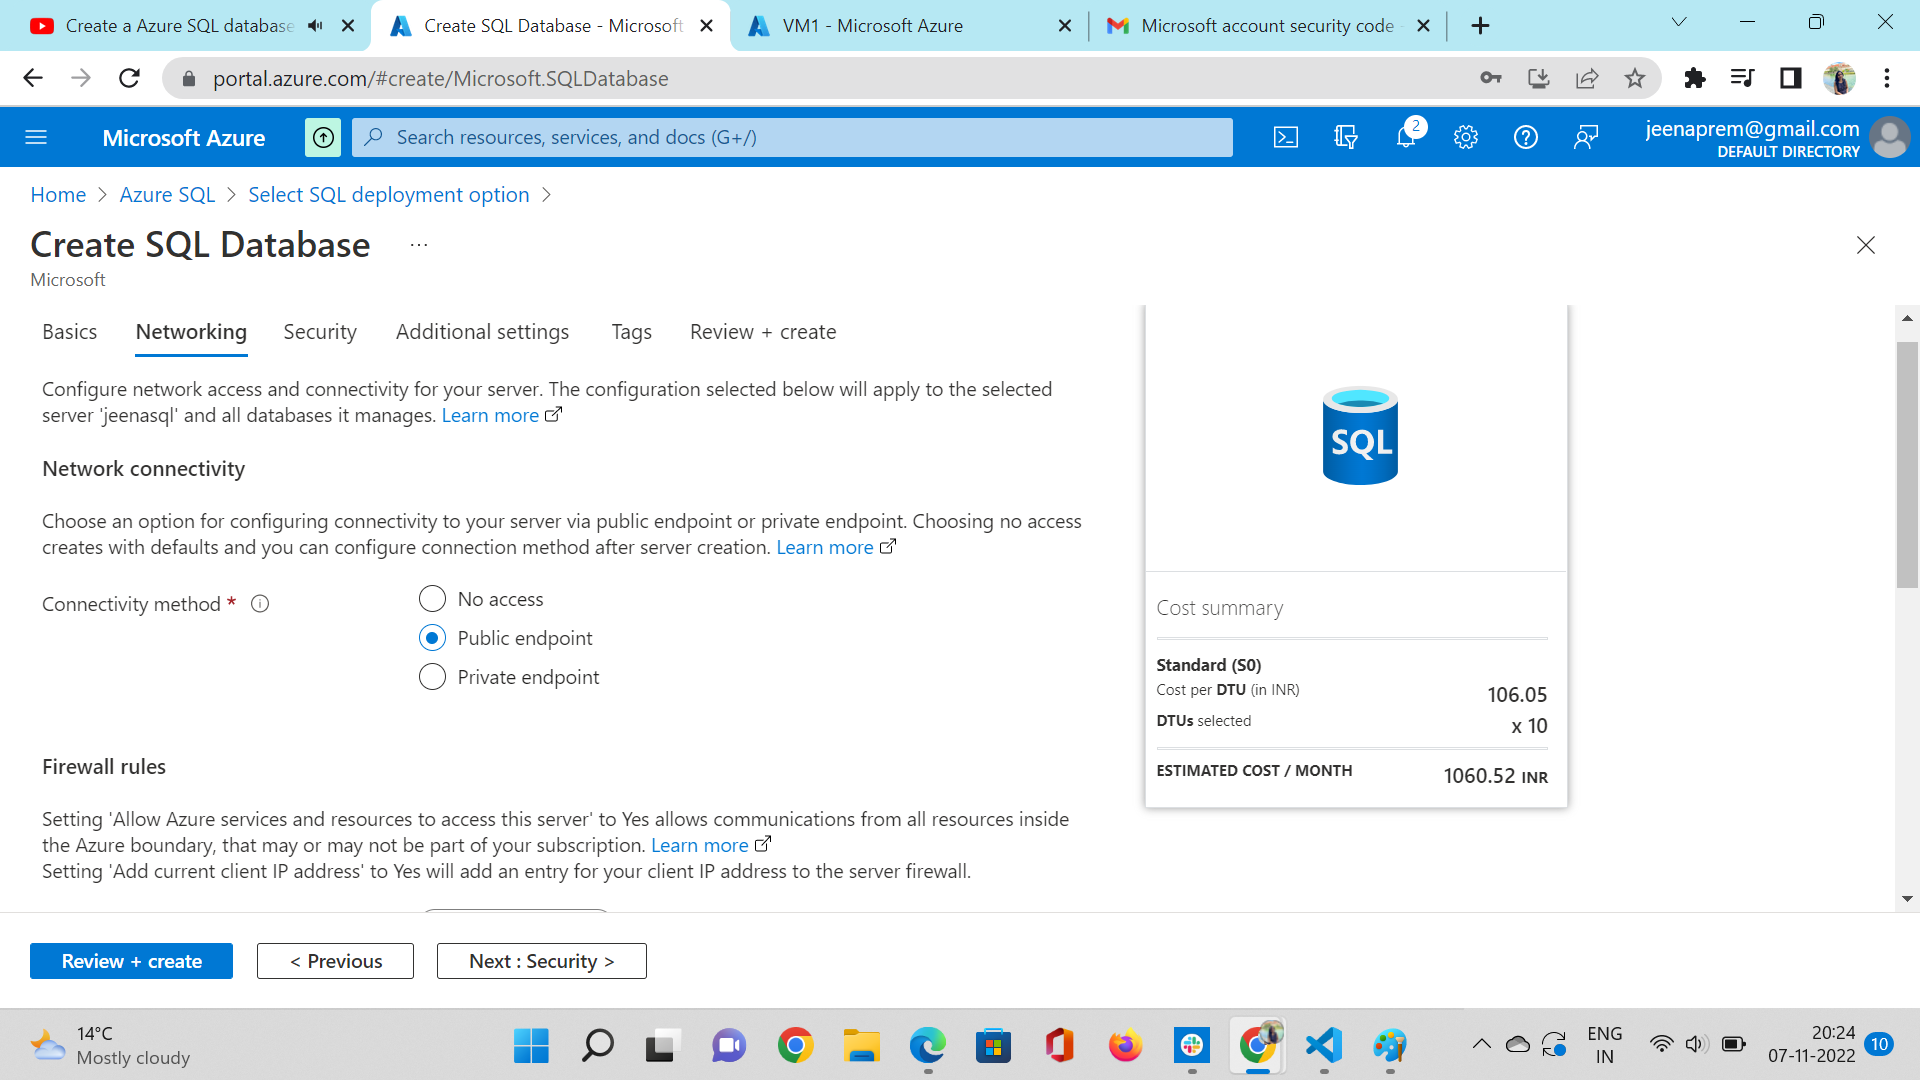 Create a Azure SQL database
Create SQL Database - Microsoft
VM1 - Microsoft Azure
Microsoft account security code -
portal.azure.com/#create/Microsoft.SQLDatabase
Microsoft Azure
Search resources, services, and docs (G+/)
2
jeenaprem@gmail.com
DEFAULT DIRECTORY
Home > Azure SQL > Select SQL deployment option >
Create SQL Database ...
Microsoft
Basics Networking Security Additional settings Tags Review + create
Configure network access and connectivity for your server. The configuration selected below will apply to the selected
server 'jeenasql' and all databases it manages. Learn more
Network connectivity
Choose an option for configuring connectivity to your server via public endpoint or private endpoint. Choosing no access
creates with defaults and you can configure connection method after server creation. Learn more
Connectivity method *
No access
Public endpoint
Private endpoint
Firewall rules
Setting 'Allow Azure services and resources to access this server' to Yes allows communications from all resources inside
the Azure boundary, that may or may not be part of your subscription. Learn more
Setting 'Add current client IP address' to Yes will add an entry for your client IP address to the server firewall.
SQL
Cost summary
Standard (S0)
Cost per DTU (in INR) 106.05
DTUs selected x 10
ESTIMATED COST / MONTH 1060.52 INR
Review + create
< Previous
Next : Security >
14°C
Mostly cloudy
ENG
IN
20:24
07-11-2022
10